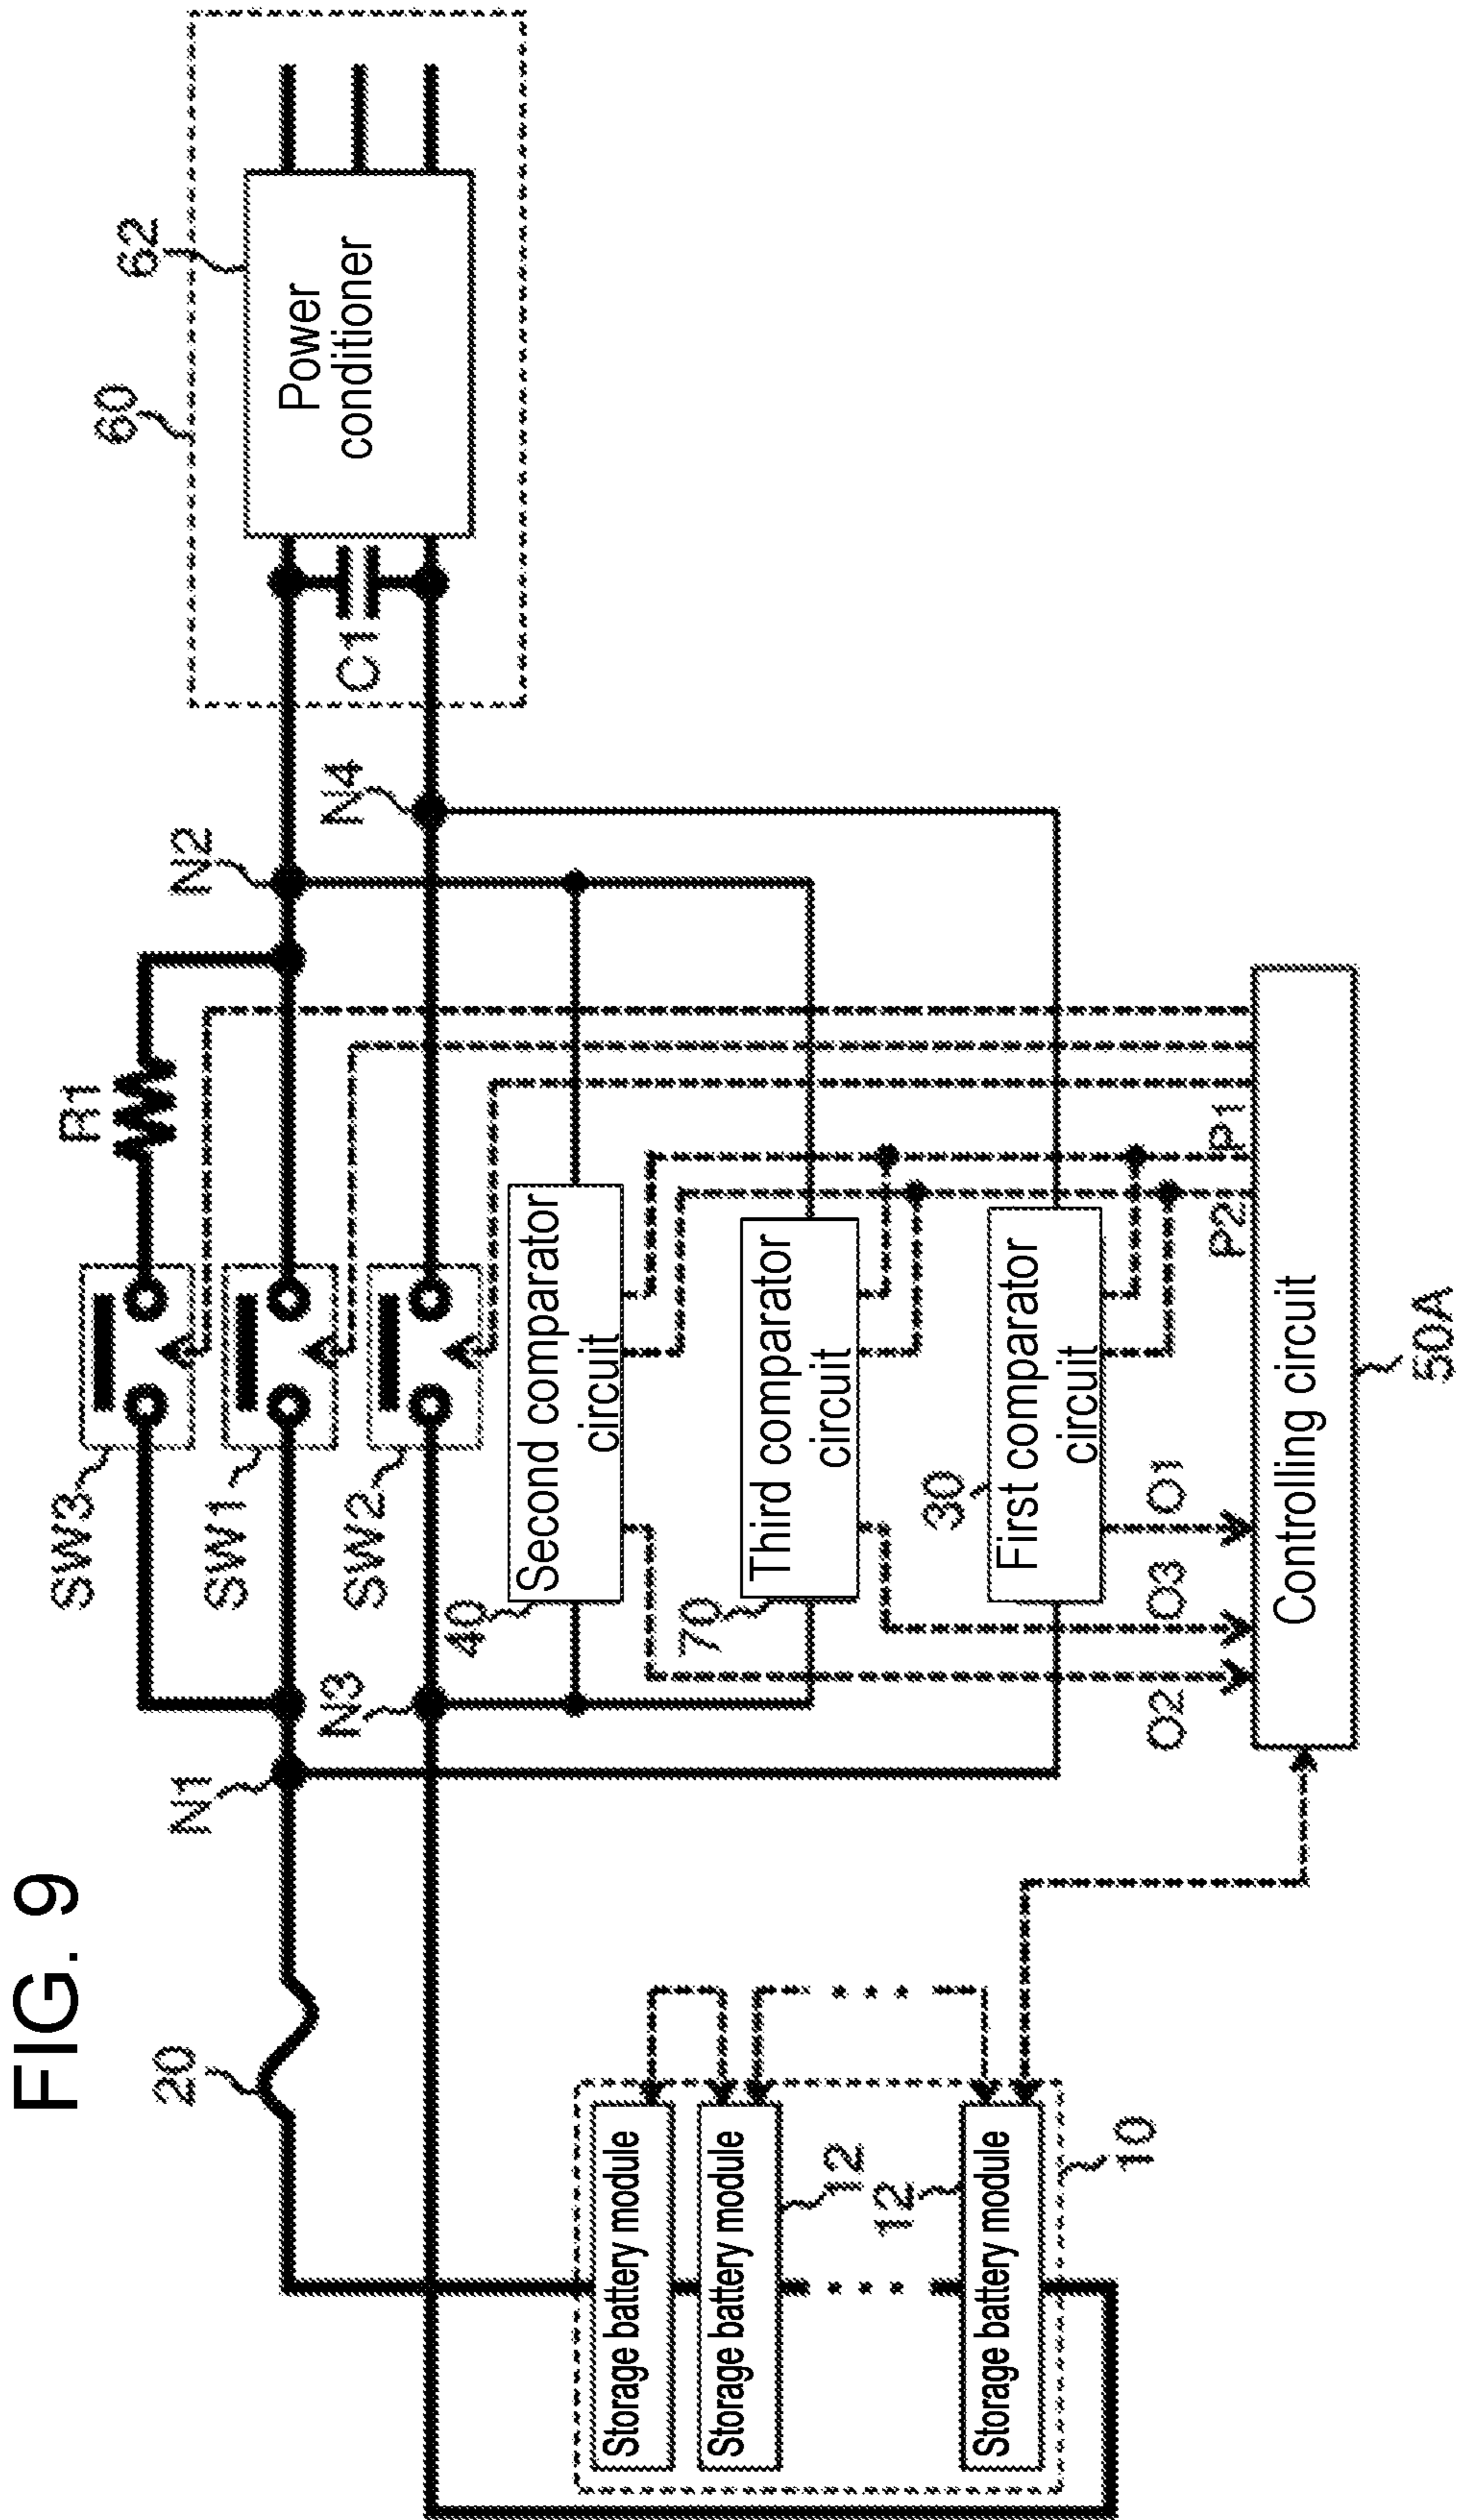 FIG. 9
60
62
Power
conditioner
C1
N2
N4
R1
SW3
SW1
SW2
N3
N1
20
40
Second comparator
circuit
70
Third comparator
circuit
30
First comparator
circuit
P1
P2
O1
O3
O2
Controlling circuit
50A
Storage battery module
Storage battery module
12
12
Storage battery module
10